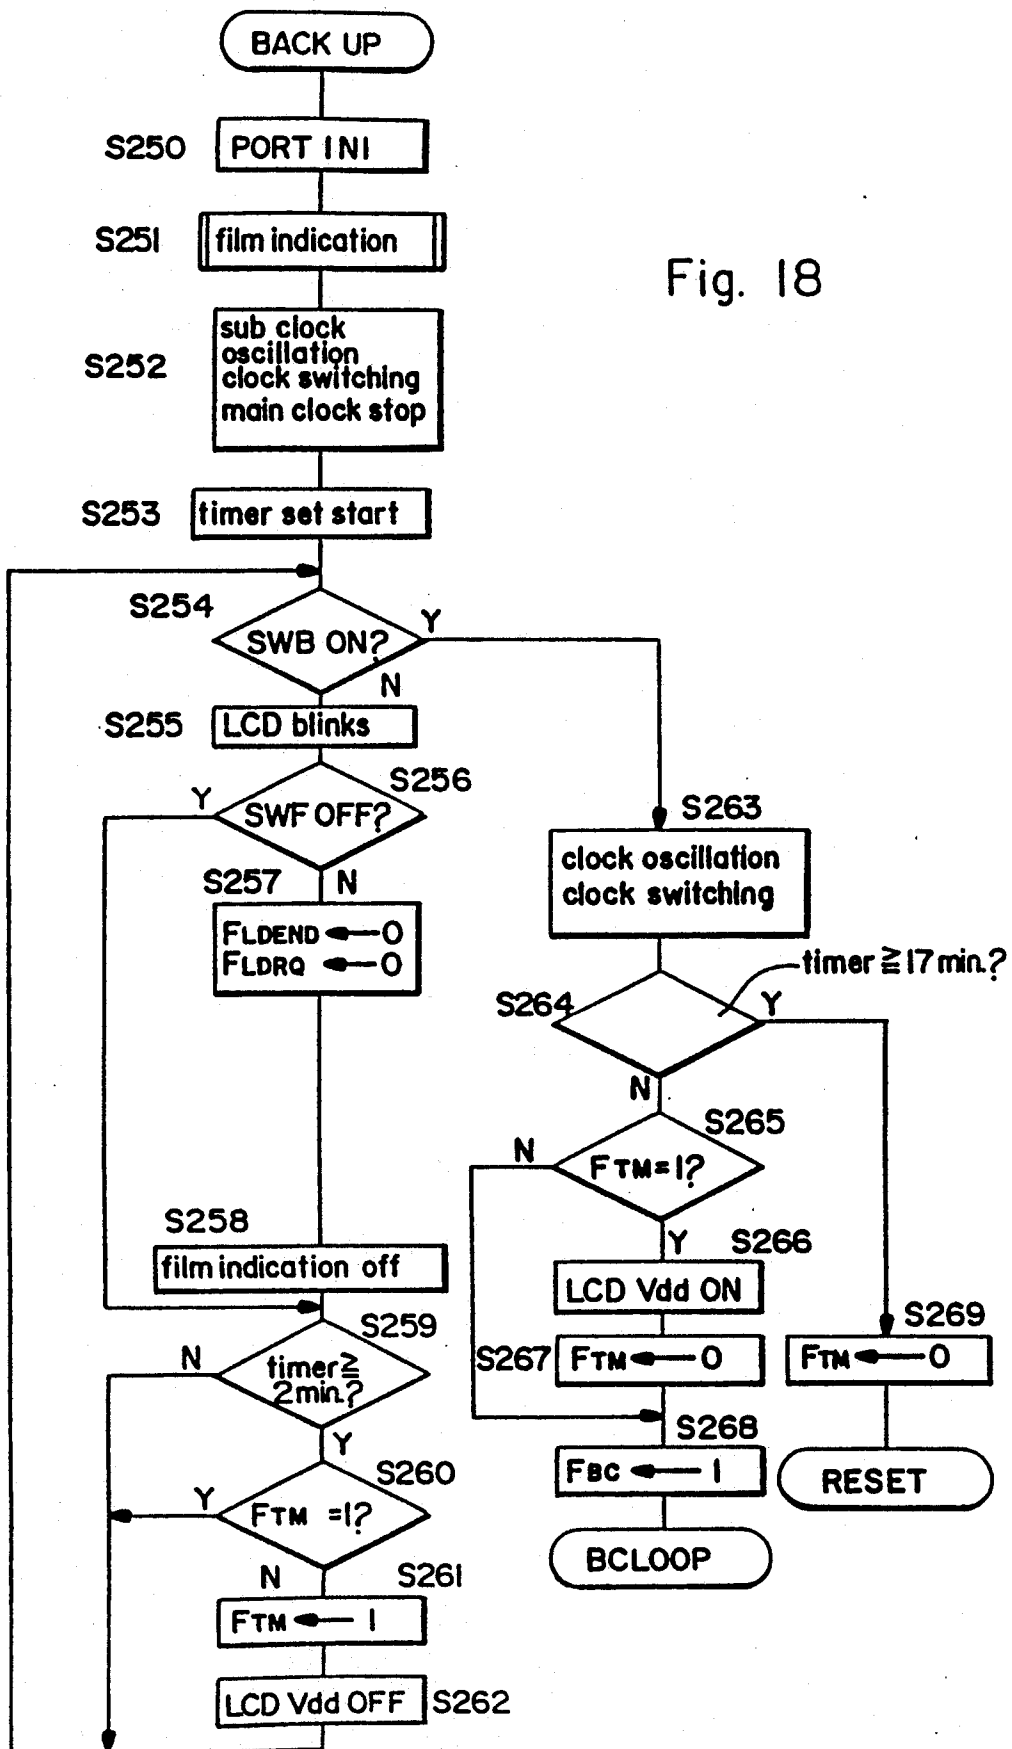 BACK UP
S250
PORT INI
S251
film indication
Fig. 18
S252
sub clock
oscillation
clock switching
main clock stop
S253
timer set start
S254
SWB ON?
Y
N
S255
LCD blinks
S256
Y
SWF OFF?
N
S257
FLDEND ← 0
FLDRQ ← 0
S258
film indication off
S259
N
timer ≧
2min.?
Y
S260
Y
FTM =1?
N
S261
FTM ← 1
LCD Vdd OFF
S262
S263
clock oscillation
clock switching
timer ≧ 17 min.?
S264
Y
N
S265
N
FTM=1?
Y
S266
LCD Vdd ON
S267
FTM ← 0
S268
FBC ← 1
BCLOOP
S269
FTM ← 0
RESET